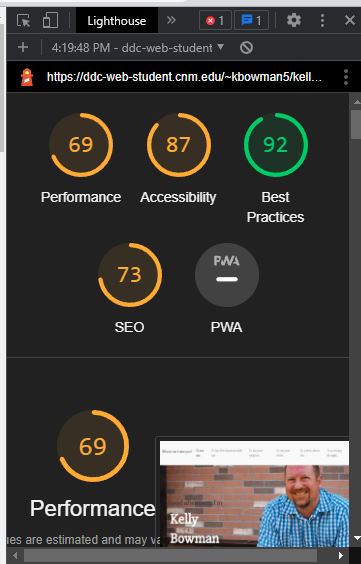 Lighthouse
1
1
4:19:48 PM - ddc-web-student
https://ddc-web-student.cnm.edu/~kbowman5/kell...
69
87
92
Performance
Accessibility
Best
Practices
73
PWA
SEO
PWA
69
Performance
ues are estimated and may va
Kelly
Bowman